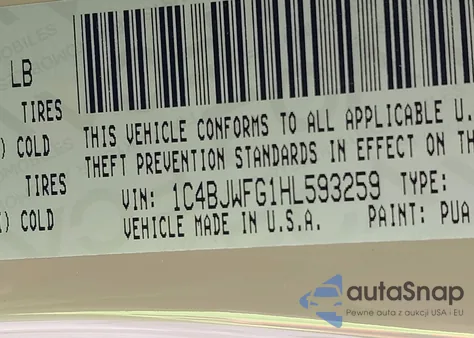 LB
TIRES
) COLD
TIRES
) COLD
THIS VEHICLE CONFORMS TO ALL APPLICABLE U.
THEFT PREVENTION STANDARDS IN EFFECT ON TH
VIN: 1C4BJWFG1HL593259 TYPE:
VEHICLE MADE IN U.S.A. PAINT: PUA
autaSnap
Pewne auta z aukcji USA - EU